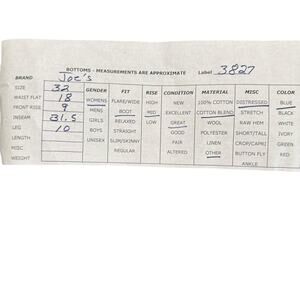 BOTTOMS - MEASUREMENTS ARE APPROXIMATE Label 3827
BRAND Joe's
SIZE 32 GENDER FIT RISE CONDITION MATERIAL MISC COLOR
WAIST FLAT 18 WOMENS FLARE/WIDE HIGH NEW 100% COTTON DISTRESSED BLUE
FRONT RISE 9 MENS BOOT MID EXCELLENT COTTON BLEND STRETCH BLACK
INSEAM 31.5 GIRLS RELAXED LOW GREAT WOOL RAW HEM WHITE
LEG 10 BOYS STRAIGHT GOOD POLYESTER SHORT/TALL IVORY
LENGTH UNISEX SLIM/SKINNY FAIR LINEN CROP/CAPRI GREEN
MISC REGULAR ALTERED OTHER BUTTON FLY RED
WEIGHT ANKLE